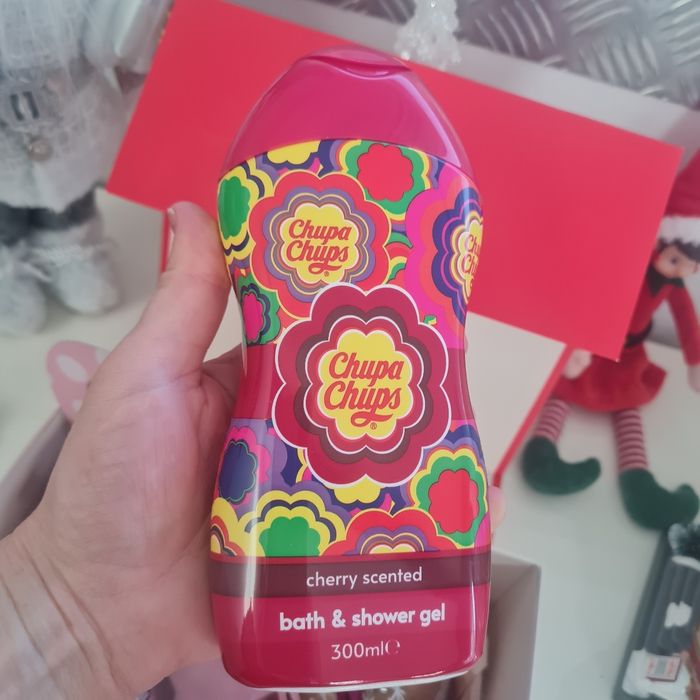 Chupa
Chups®
Chupa
Chups®
cherry scented
bath & shower gel
300ml℮